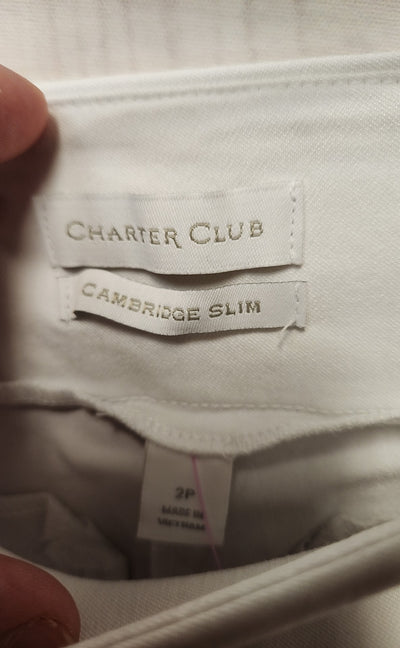 CHARTER CLUB
CAMBRIDGE SLIM
2P
MADE IN
VIETNAM